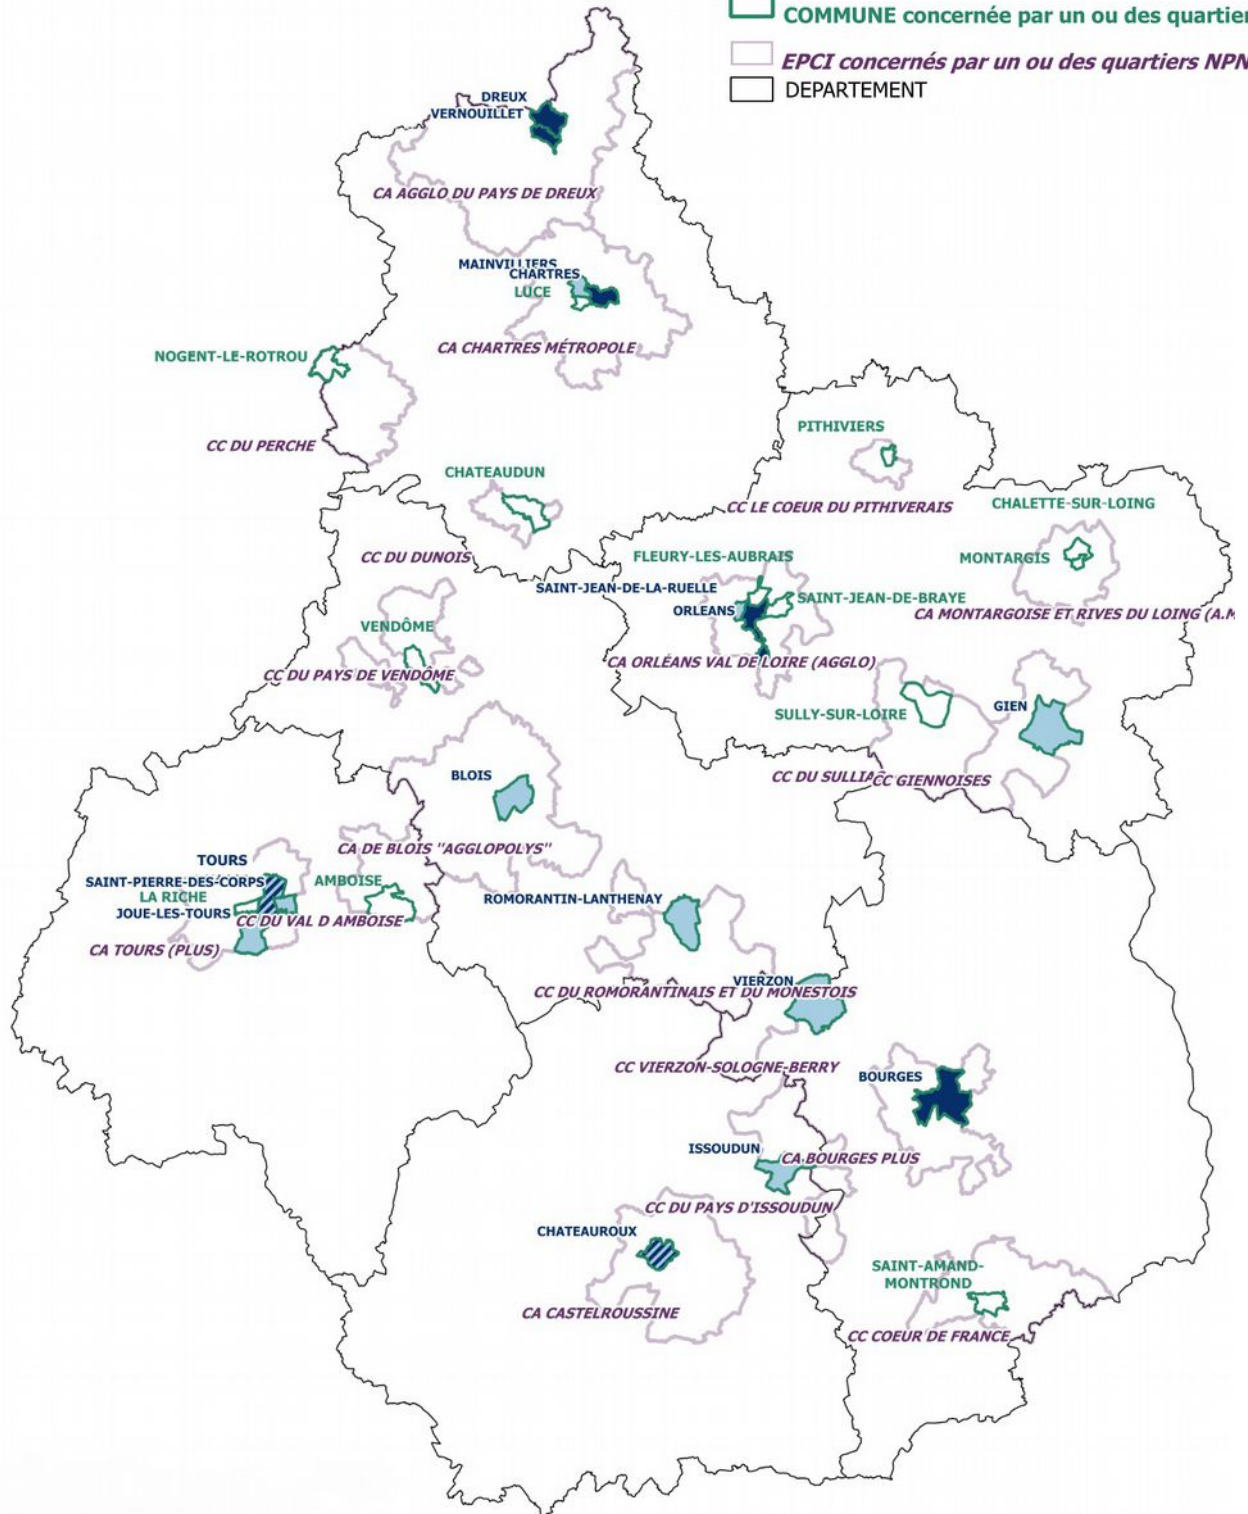 COMMUNE concernée par un ou des quartier
EPCI concernés par un ou des quartiers NPN
DEPARTEMENT
DREUX
VERNOUILLET
CA AGGLO DU PAYS DE DREUX
MAINVILLIERS
CHARTRES
LUCE
CA CHARTRES MÉTROPOLE
NOGENT-LE-ROTROU
CC DU PERCHE
PITHIVIERS
CHATEAUDUN
CC LE COEUR DU PITHIVERAIS
CHALETTE-SUR-LOING
CC DU DUNOIS
FLEURY-LES-AUBRAIS
MONTARGIS
SAINT-JEAN-DE-LA-RUELLE
SAINT-JEAN-DE-BRAYE
ORLEANS
CA MONTARGOISE ET RIVES DU LOING (A.M
VENDÔME
CA ORLÉANS VAL DE LOIRE (AGGLO)
CC DU PAYS DE VENDÔME
SULLY-SUR-LOIRE
GIEN
BLOIS
CC DU SULLIA
CC GIENNOISES
CA DE BLOIS "AGGLOPOLYS"
TOURS
SAINT-PIERRE-DES-CORPS
AMBOISE
LA RICHE
ROMORANTIN-LANTHENAY
JOUE-LES-TOURS
CC DU VAL D AMBOISE
CA TOURS (PLUS)
VIERZON
CC DU ROMORANTINAIS ET DU MONESTOIS
CC VIERZON-SOLOGNE-BERRY
BOURGES
ISSOUDUN
CA BOURGES PLUS
CC DU PAYS D'ISSOUDUN
CHATEAUROUX
SAINT-AMAND-
MONTROND
CA CASTELROUSSINE
CC COEUR DE FRANCE